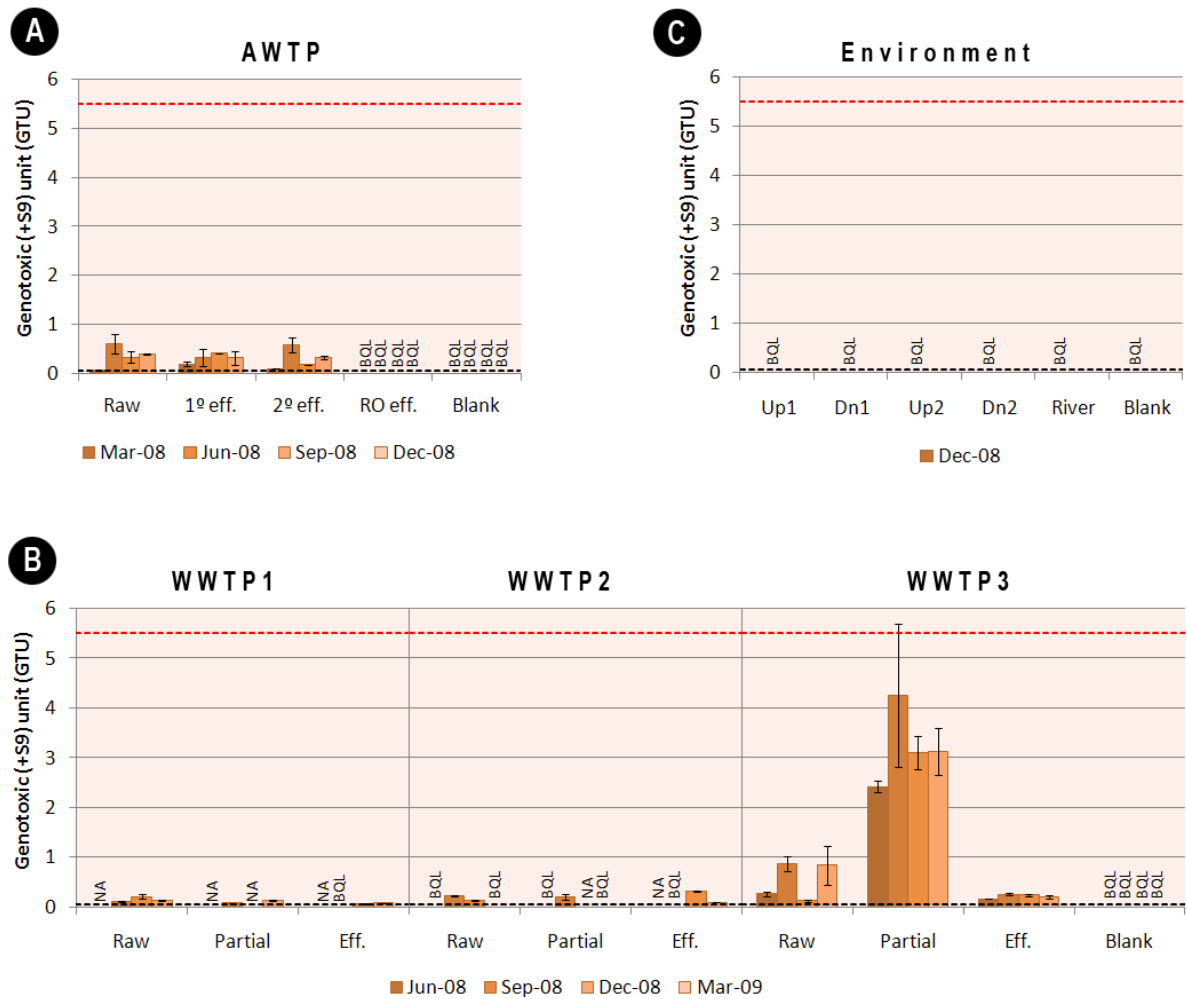 A
AWTP
Genotoxic (+S9) unit (GTU)
6
5
4
3
2
1
0
BQL BQL BQL BQL BQL BQL BQL BQL
Raw 1º eff. 2º eff. RO eff. Blank
Mar-08 Jun-08 Sep-08 Dec-08
C
Environment
Genotoxic (+S9) unit (GTU)
6
5
4
3
2
1
0
BQL BQL BQL BQL BQL BQL
Up1 Dn1 Up2 Dn2 River Blank
Dec-08
B
WWTP1 WWTP2 WWTP3
Genotoxic (+S9) unit (GTU)
6
5
4
3
2
1
0
NA NA NA NA BQL BQL BQL BQL NA BQL NA BQL BQL BQL BQL BQL
Raw Partial Eff. Raw Partial Eff. Raw Partial Eff. Blank
Jun-08 Sep-08 Dec-08 Mar-09